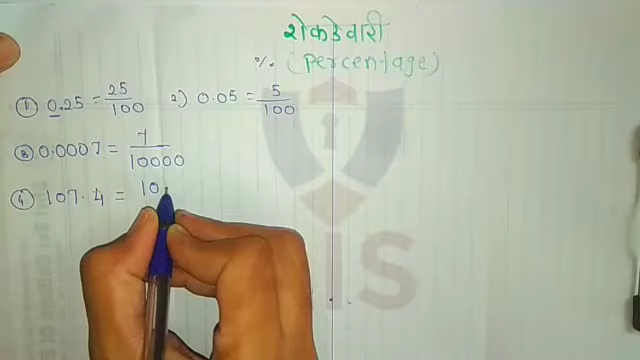 शेकडेवारी
% (Percentage)
① 0.25 = 25/100 2) 0.05 = 5/100
③ 0.0007 = 7/10000
④ 107.4 = 10
IS